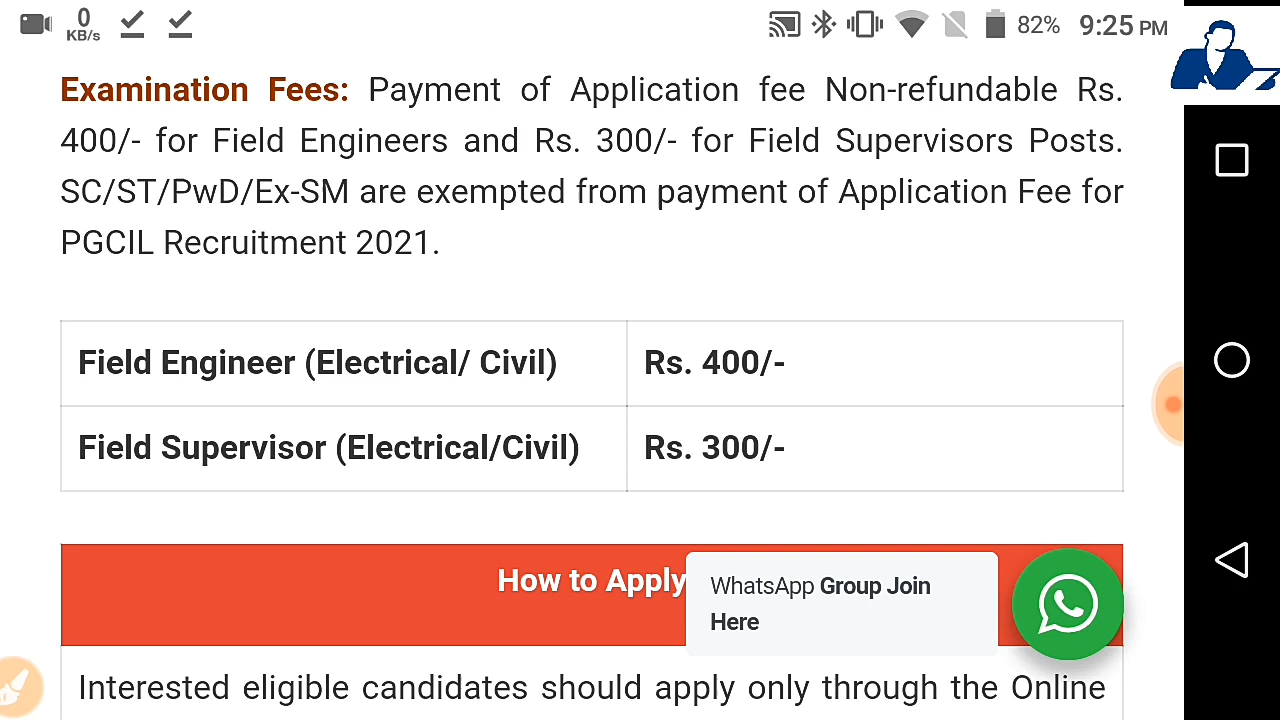 0
KB/s
82% 9:25 PM
Examination Fees: Payment of Application fee Non-refundable Rs.
400/- for Field Engineers and Rs. 300/- for Field Supervisors Posts.
SC/ST/PwD/Ex-SM are exempted from payment of Application Fee for
PGCIL Recruitment 2021.
Field Engineer (Electrical/ Civil) Rs. 400/-
Field Supervisor (Electrical/Civil) Rs. 300/-
How to Apply
WhatsApp Group Join
Here
Interested eligible candidates should apply only through the Online